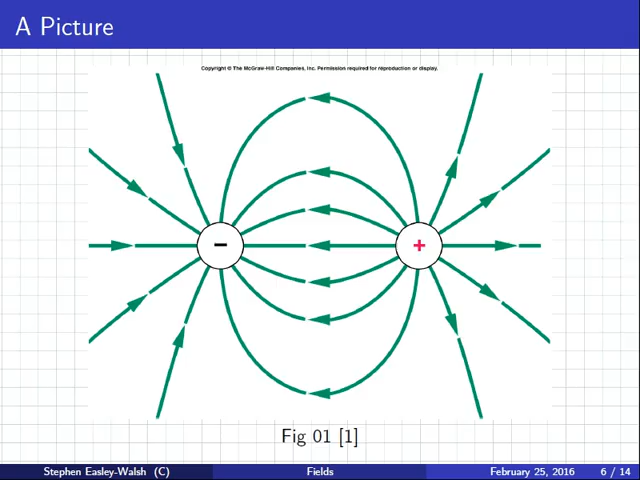 A Picture
Copyright © The McGraw-Hill Companies, Inc. Permission required for reproduction or display.
−
+
Fig 01 [1]
Stephen Easley-Walsh (C)
Fields
February 25, 2016
6 / 14